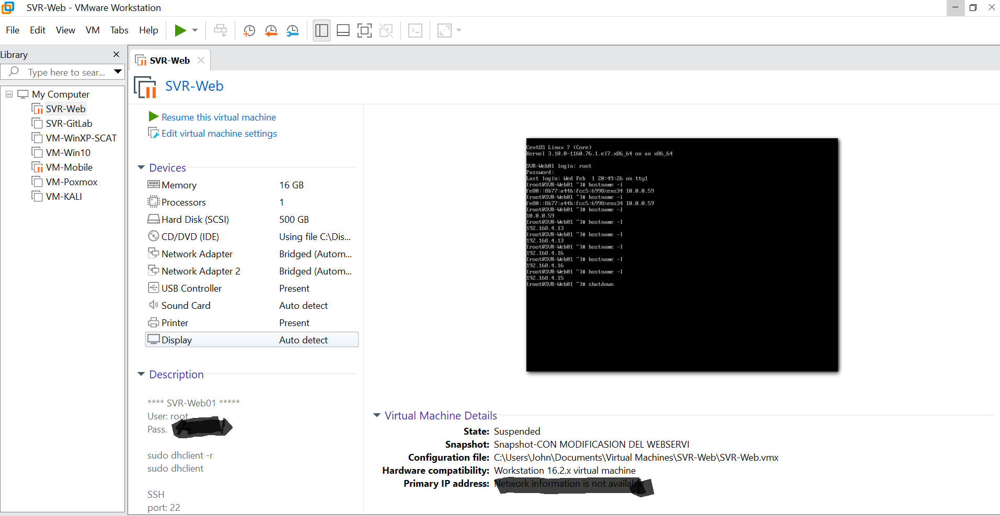 SVR-Web - VMware Workstation
File Edit View VM Tabs Help
Library
Type here to sear...
My Computer
SVR-Web
SVR-GitLab
VM-WinXP-SCAT
VM-Win10
VM-Mobile
VM-Poxmox
VM-KALI
SVR-Web
SVR-Web
Resume this virtual machine
Edit virtual machine settings
Devices
Memory 16 GB
Processors 1
Hard Disk (SCSI) 500 GB
CD/DVD (IDE) Using file C:\Dis...
Network Adapter Bridged (Autom...
Network Adapter 2 Bridged (Autom...
USB Controller Present
Sound Card Auto detect
Printer Present
Display Auto detect
Description
**** SVR-Web01 *****
User: root
Pass.
sudo dhclient -r
sudo dhclient
SSH
port: 22
CentOS Linux 7 (Core)
Kernel 3.10.0-1160.76.1.el7.x86_64 on an x86_64
SVR-Web01 login: root
Password:
Last login: Wed Feb  1 20:49:26 on tty1
[root@SVR-Web01 ~]# hostname -i
fe80::8b77:a44b:fcc5:6998%ens34 10.0.0.59
[root@SVR-Web01 ~]# hostname -i
fe80::8b77:a44b:fcc5:6998%ens34 10.0.0.59
[root@SVR-Web01 ~]# hostname -I
10.0.0.59
[root@SVR-Web01 ~]# hostname -I
192.168.4.13
[root@SVR-Web01 ~]# hostname -I
192.168.4.13
[root@SVR-Web01 ~]# hostname -I
192.168.4.16
[root@SVR-Web01 ~]# hostname -I
192.168.4.16
[root@SVR-Web01 ~]# hostname -I
192.168.4.15
[root@SVR-Web01 ~]# shutdown
Virtual Machine Details
State: Suspended
Snapshot: Snapshot-CON MODIFICASION DEL WEBSERVI
Configuration file: C:\Users\John\Documents\Virtual Machines\SVR-Web\SVR-Web.vmx
Hardware compatibility: Workstation 16.2.x virtual machine
Primary IP address: Network information is not available